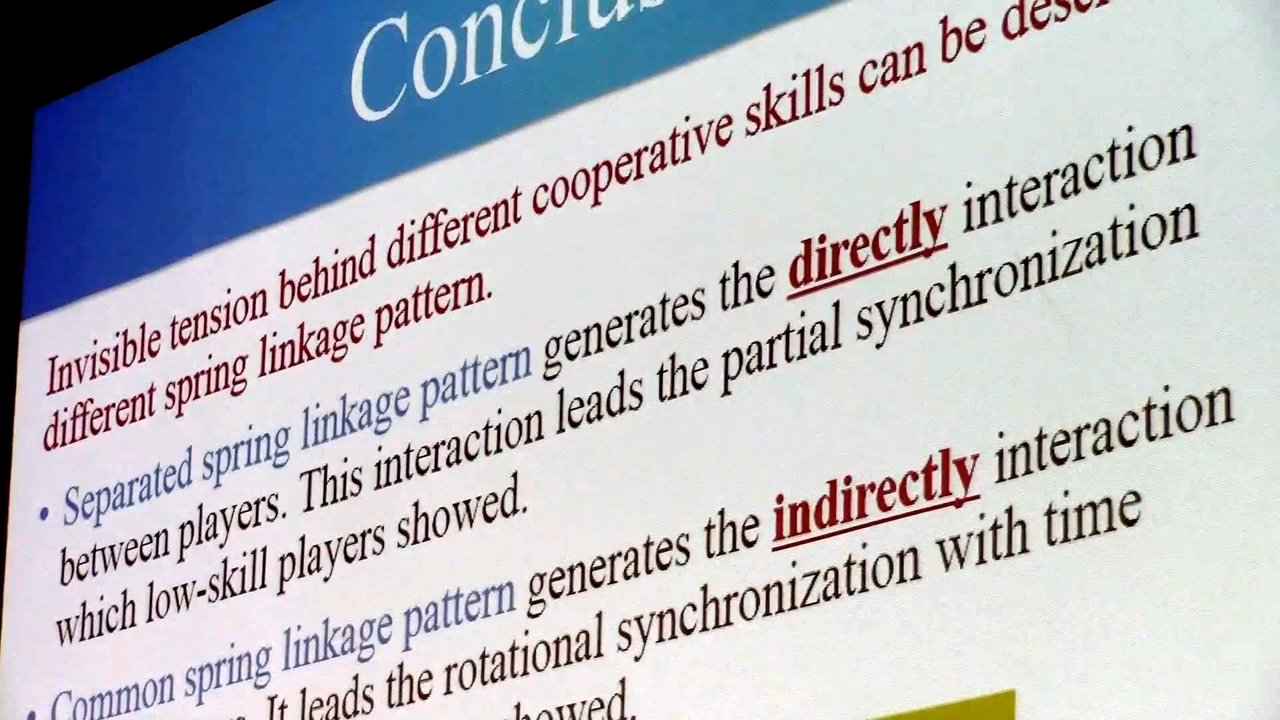 Conclus
Invisible tension behind different cooperative skills can be desc
different spring linkage pattern.
• Separated spring linkage pattern generates the directly interaction
between players. This interaction leads the partial synchronization
which low-skill players showed.
• Common spring linkage pattern generates the indirectly interaction
It leads the rotational synchronization with time
showed.